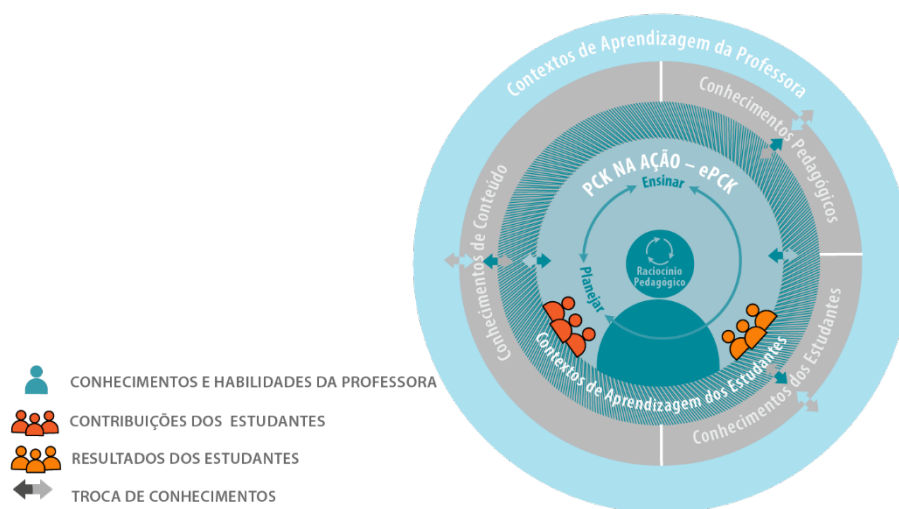 Contextos de Aprendizagem da Professora
Conhecimentos Pedagógicos
Conhecimentos de Conteúdo
PCK NA AÇÃO – ePCK
Ensinar
Raciocínio
Pedagógico
Planejar
Contextos de Aprendizagem dos Estudantes
Conhecimentos dos Estudantes
CONHECIMENTOS E HABILIDADES DA PROFESSORA
CONTRIBUIÇÕES DOS ESTUDANTES
RESULTADOS DOS ESTUDANTES
TROCA DE CONHECIMENTOS